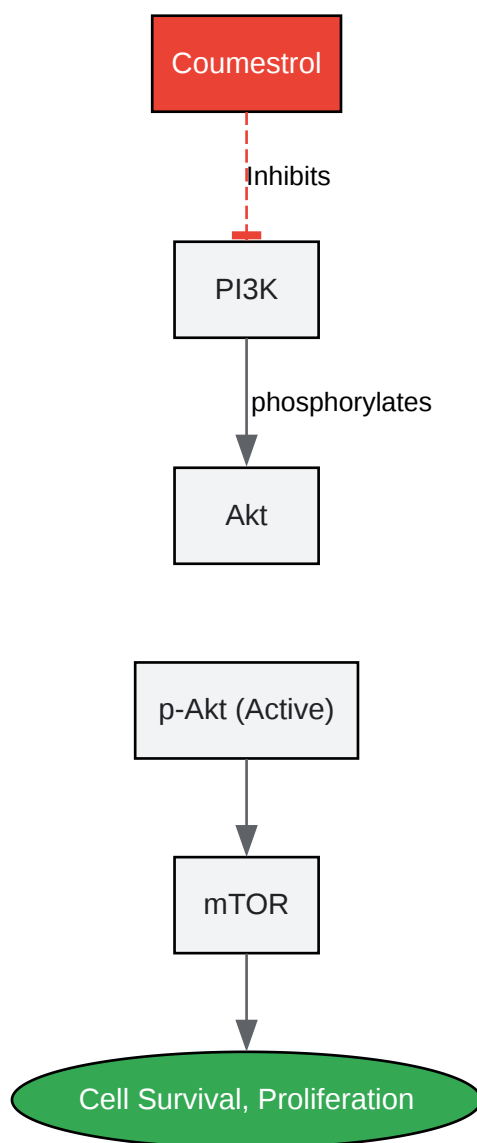 Coumestrol
Inhibits
PI3K
phosphorylates
Akt
p-Akt (Active)
mTOR
Cell Survival, Proliferation